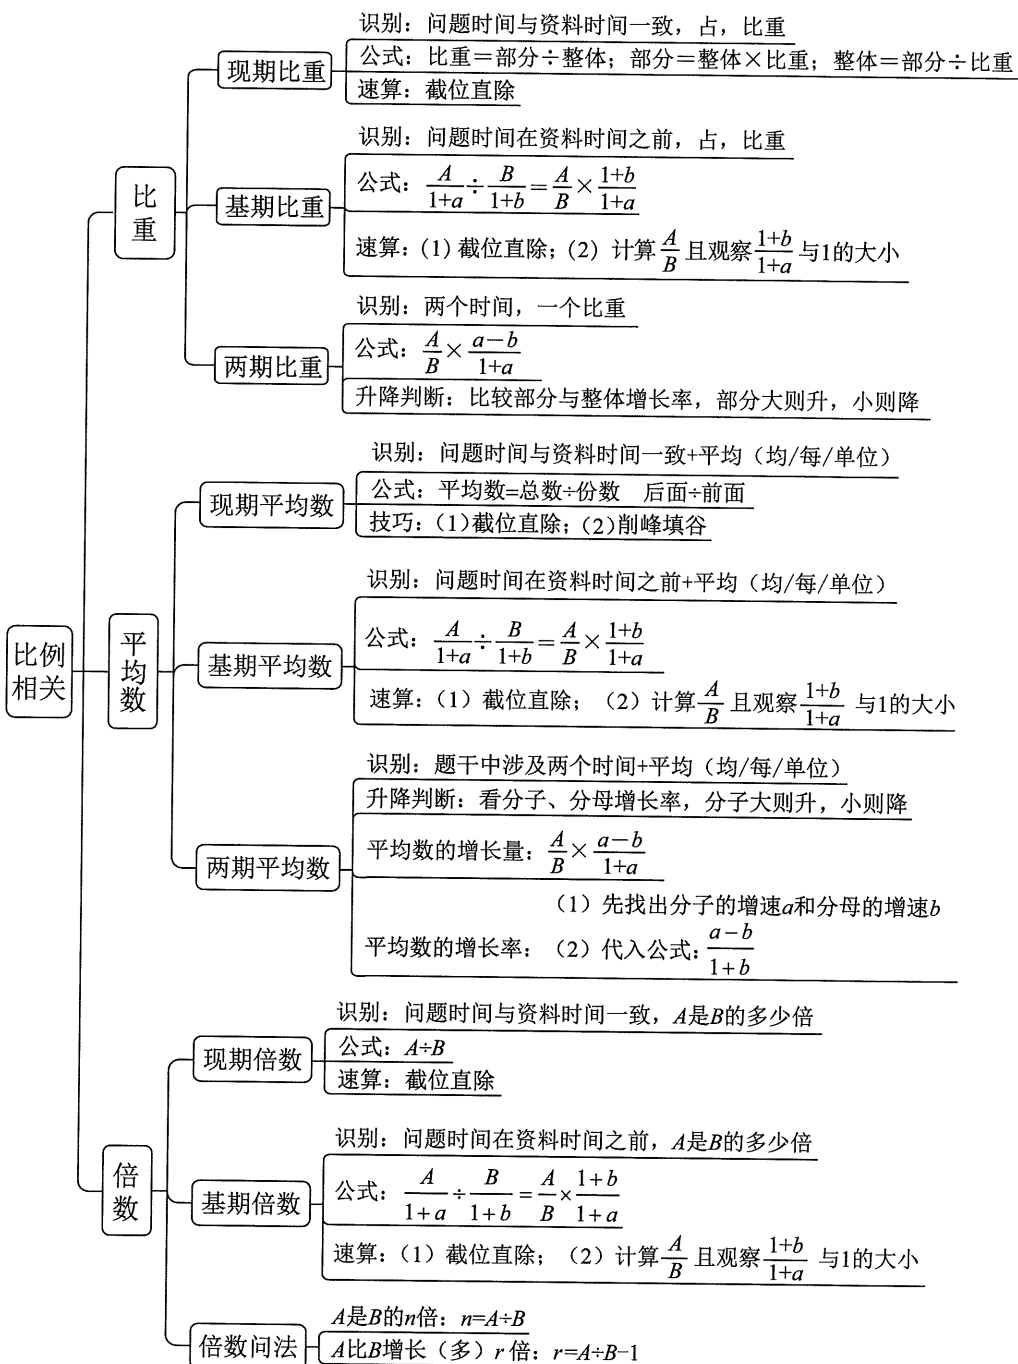 比例
相关
比
重
现期比重
识别：问题时间与资料时间一致，占，比重
公式：比重＝部分÷整体；部分＝整体×比重；整体＝部分÷比重
速算：截位直除
基期比重
识别：问题时间在资料时间之前，占，比重
公式：A/(1+a)÷B/(1+b)=A/B×(1+b)/(1+a)
速算：(1) 截位直除；(2) 计算A/B且观察(1+b)/(1+a)与1的大小
两期比重
识别：两个时间，一个比重
公式：A/B×(a−b)/(1+a)
升降判断：比较部分与整体增长率，部分大则升，小则降
平
均
数
现期平均数
识别：问题时间与资料时间一致+平均（均/每/单位）
公式：平均数=总数÷份数 后面÷前面
技巧：(1)截位直除；(2)削峰填谷
基期平均数
识别：问题时间在资料时间之前+平均（均/每/单位）
公式：A/(1+a)÷B/(1+b)=A/B×(1+b)/(1+a)
速算：（1）截位直除；（2）计算A/B且观察(1+b)/(1+a)与1的大小
两期平均数
识别：题干中涉及两个时间+平均（均/每/单位）
升降判断：看分子、分母增长率，分子大则升，小则降
平均数的增长量：A/B×(a−b)/(1+a)
（1）先找出分子的增速a和分母的增速b
平均数的增长率：（2）代入公式：(a−b)/(1+b)
倍
数
现期倍数
识别：问题时间与资料时间一致，A是B的多少倍
公式：A÷B
速算：截位直除
基期倍数
识别：问题时间在资料时间之前，A是B的多少倍
公式：A/(1+a)÷B/(1+b)=A/B×(1+b)/(1+a)
速算：（1）截位直除；（2）计算A/B且观察(1+b)/(1+a)与1的大小
倍数问法
A是B的n倍：n=A÷B
A比B增长（多）r倍：r=A÷B−1